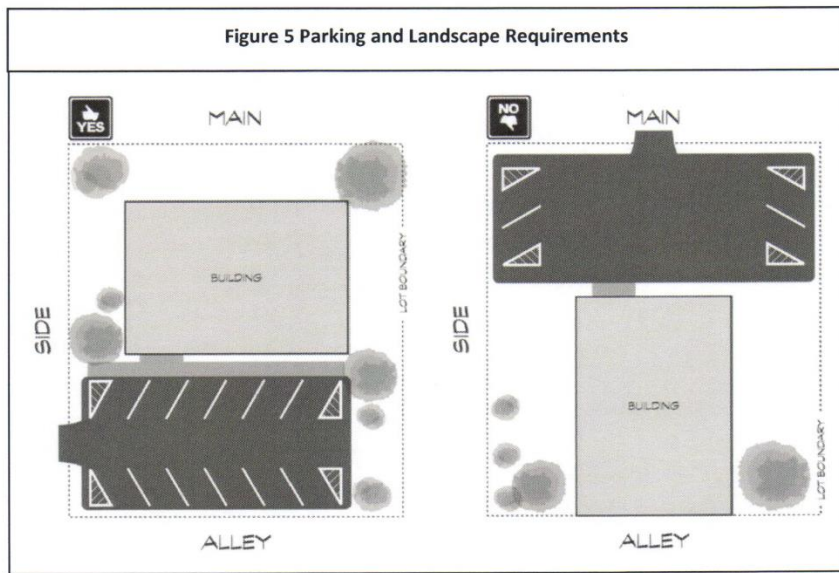 Figure 5 Parking and Landscape Requirements
YES
MAIN
BUILDING
LOT BOUNDARY
SIDE
ALLEY
NO
MAIN
SIDE
BUILDING
LOT BOUNDARY
ALLEY